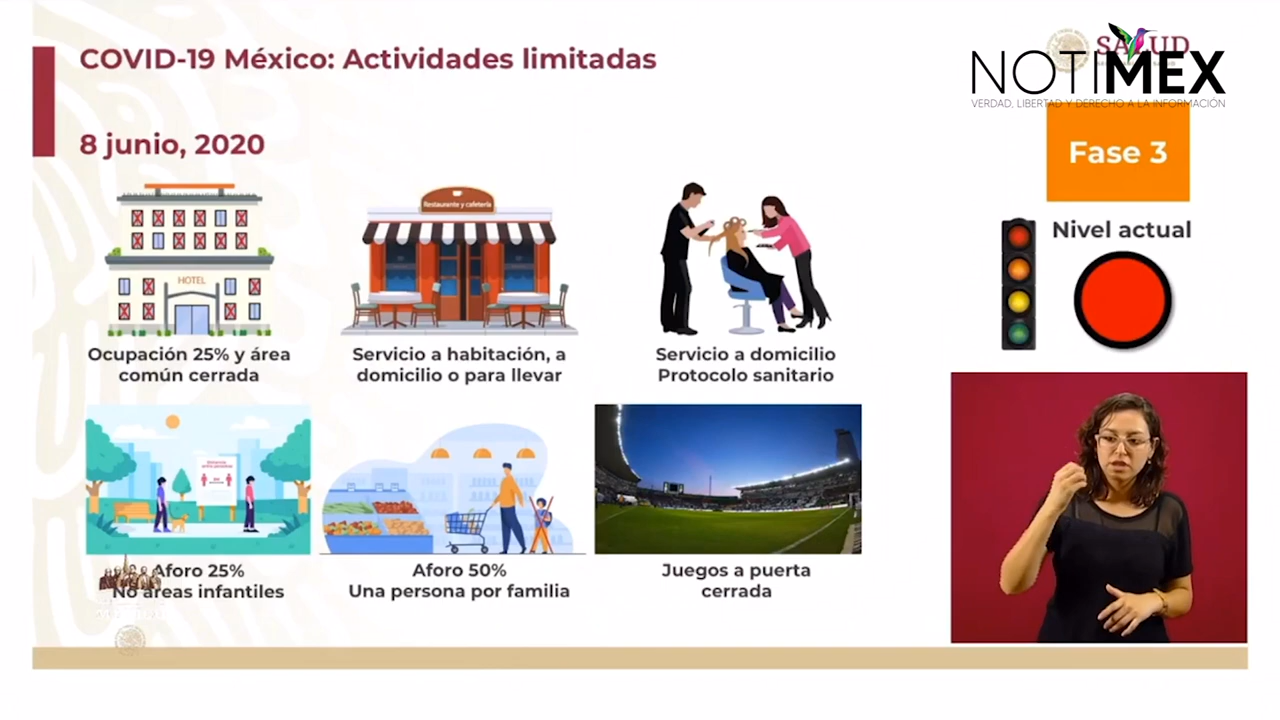 COVID-19 México: Actividades limitadas
SALUD
NOTIMEX
VERDAD, LIBERTAD Y DERECHO A LA INFORMACIÓN
8 junio, 2020
Fase 3
Nivel actual
Restaurante y cafetería
HOTEL
Ocupación 25% y área
común cerrada
Servicio a habitación, a
domicilio o para llevar
Servicio a domicilio
Protocolo sanitario
Aforo 25%
No áreas infantiles
Aforo 50%
Una persona por familia
Juegos a puerta
cerrada